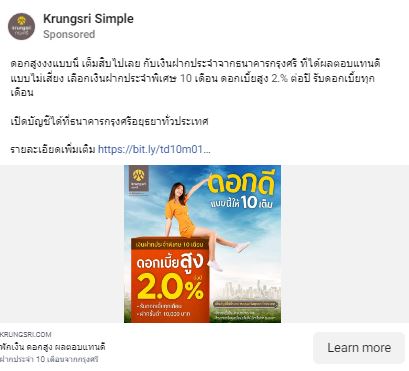 Krungsri Simple
Sponsored
ดอกสูงงงแบบนี้ เต็มสิบไปเลย กับเงินฝากประจำจากธนาคารกรุงศรี ที่ได้ผลตอบแทนดี
แบบไม่เสี่ยง เลือกเงินฝากประจำพิเศษ 10 เดือน ดอกเบี้ยสูง 2.% ต่อปี รับดอกเบี้ยทุก
เดือน
เปิดบัญชีได้ที่ธนาคารกรุงศรีอยุธยาทั่วประเทศ
รายละเอียดเพิ่มเติม https://bit.ly/td10m01...
krungsri
กรุงศรี
ดอกดี
แบบนี้ให้ 10 เต็ม
เงินฝากประจำพิเศษ 10 เดือน
ดอกเบี้ยสูง
2.0%
ต่อปี
• รับดอกเบี้ยทุกเดือน
• ฝากเริ่มต้น 10,000 บาท
KRUNGSRI.COM
พักเงิน ดอกสูง ผลตอบแทนดี
ฝากประจำ 10 เดือนจากกรุงศรี
Learn more